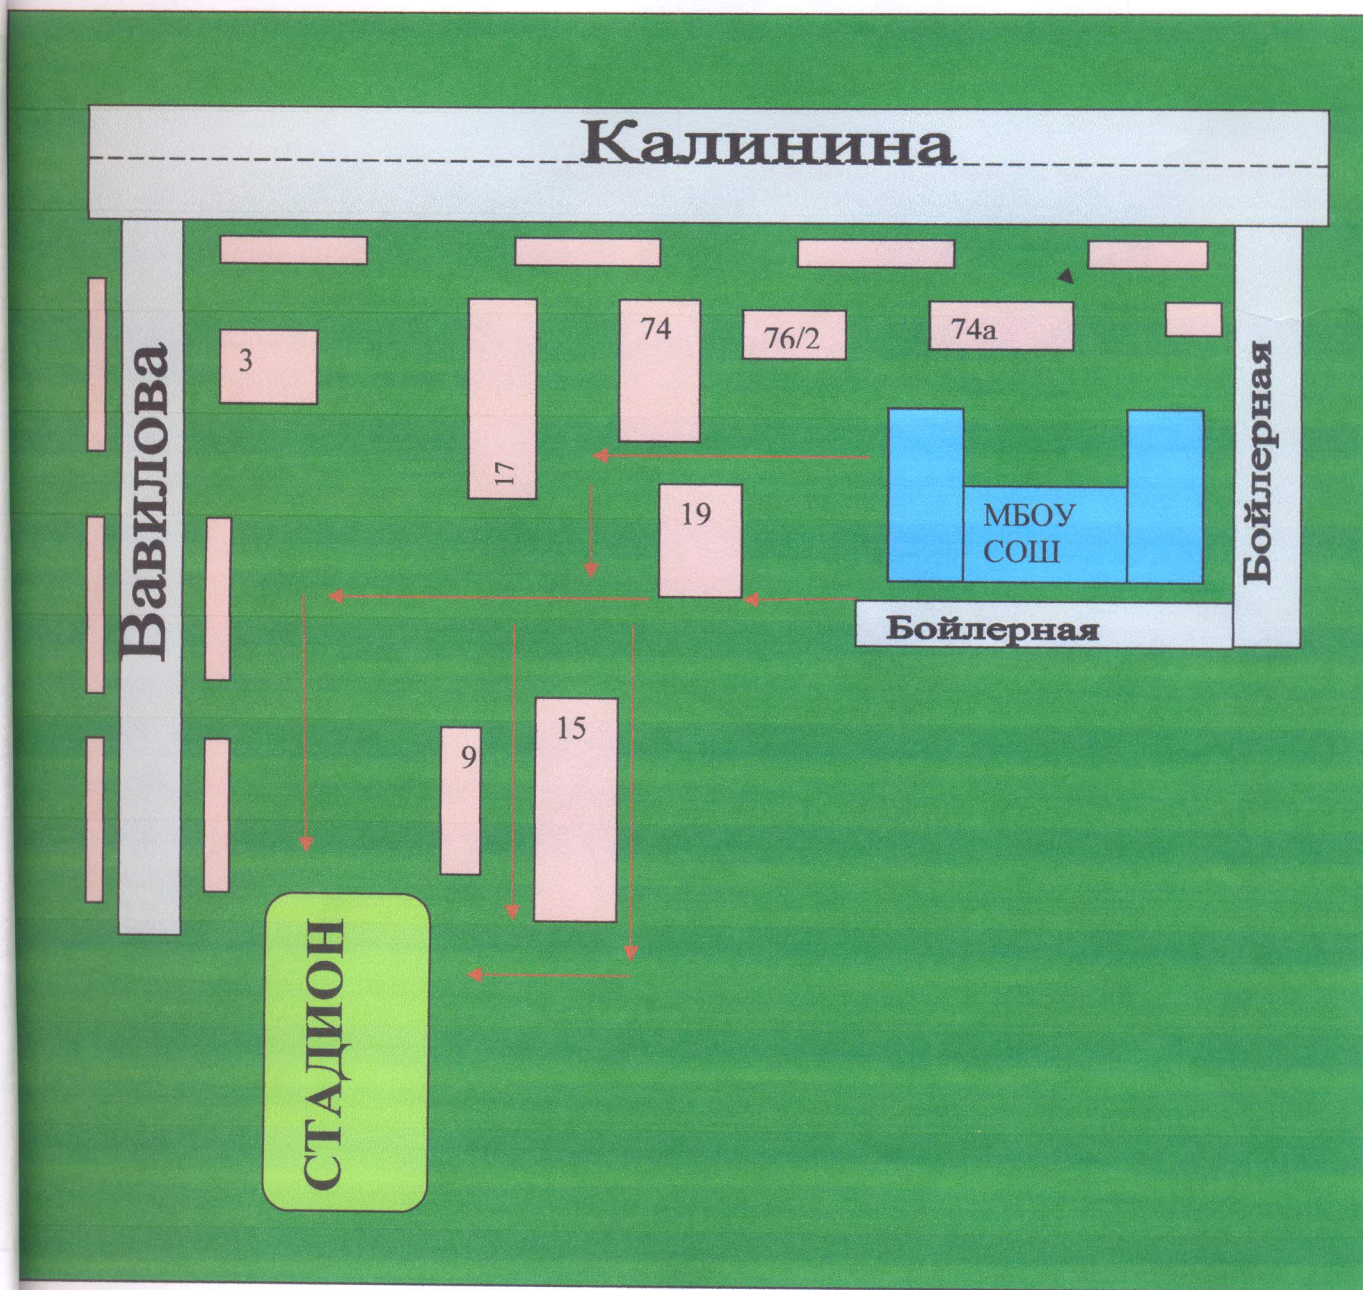 Калинина
3
17
74
76/2
74а
Вавилова
19
МБОУ
СОШ
Бойлерная
Бойлерная
9
15
СТАДИОН